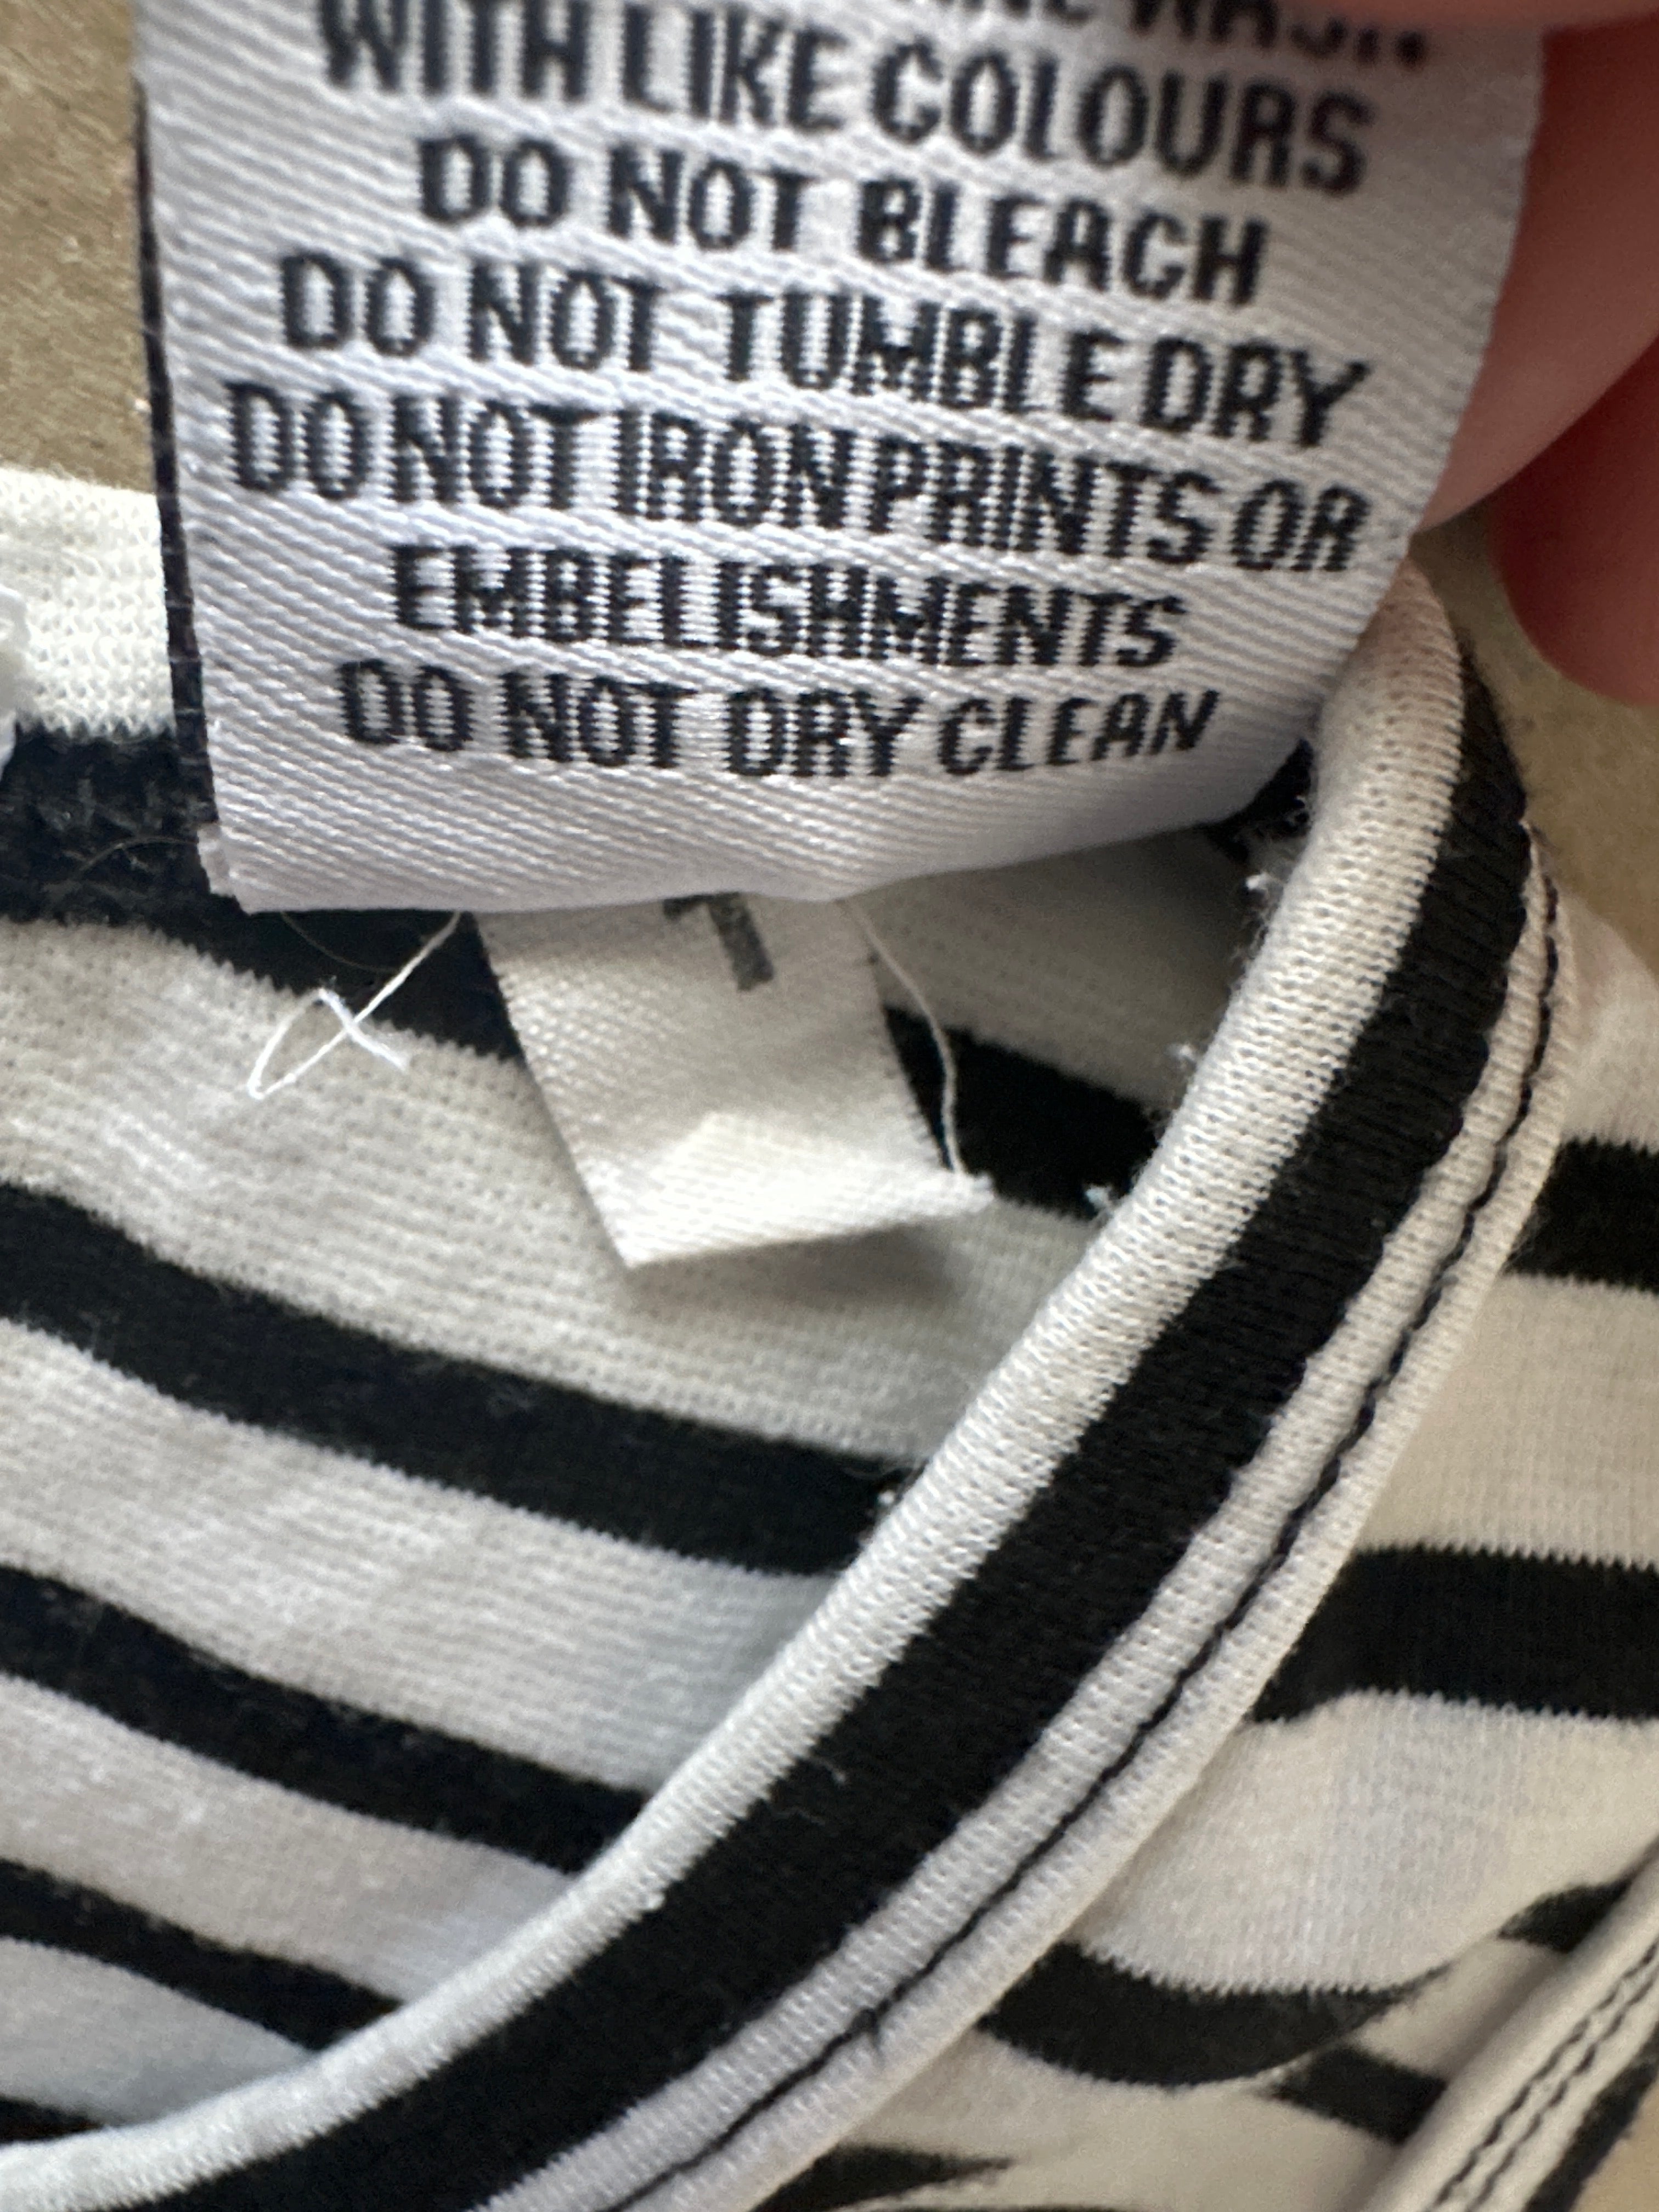 WASH
WITH LIKE COLOURS
DO NOT BLEACH
DO NOT TUMBLE DRY
DO NOT IRON PRINTS OR
EMBELISHMENTS
DO NOT DRY CLEAN